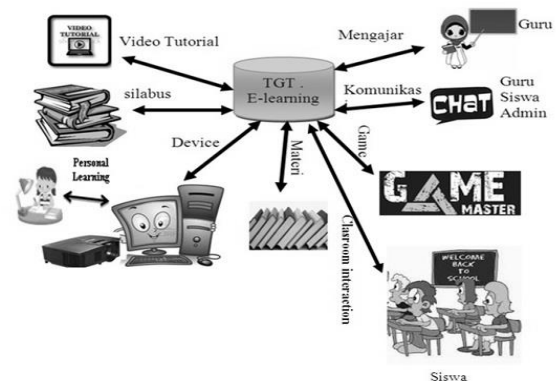 VIDEO
TUTORIAL
Video Tutorial
silabus
Device
Personal
Learning
TGT .
E-learning
Materi
Clasroom interaction
Game
Mengajar
Guru
Komunikas
CHAT
Guru
Siswa
Admin
GAME
MASTER
WELCOME
BACK
TO
SCHOOL
Siswa